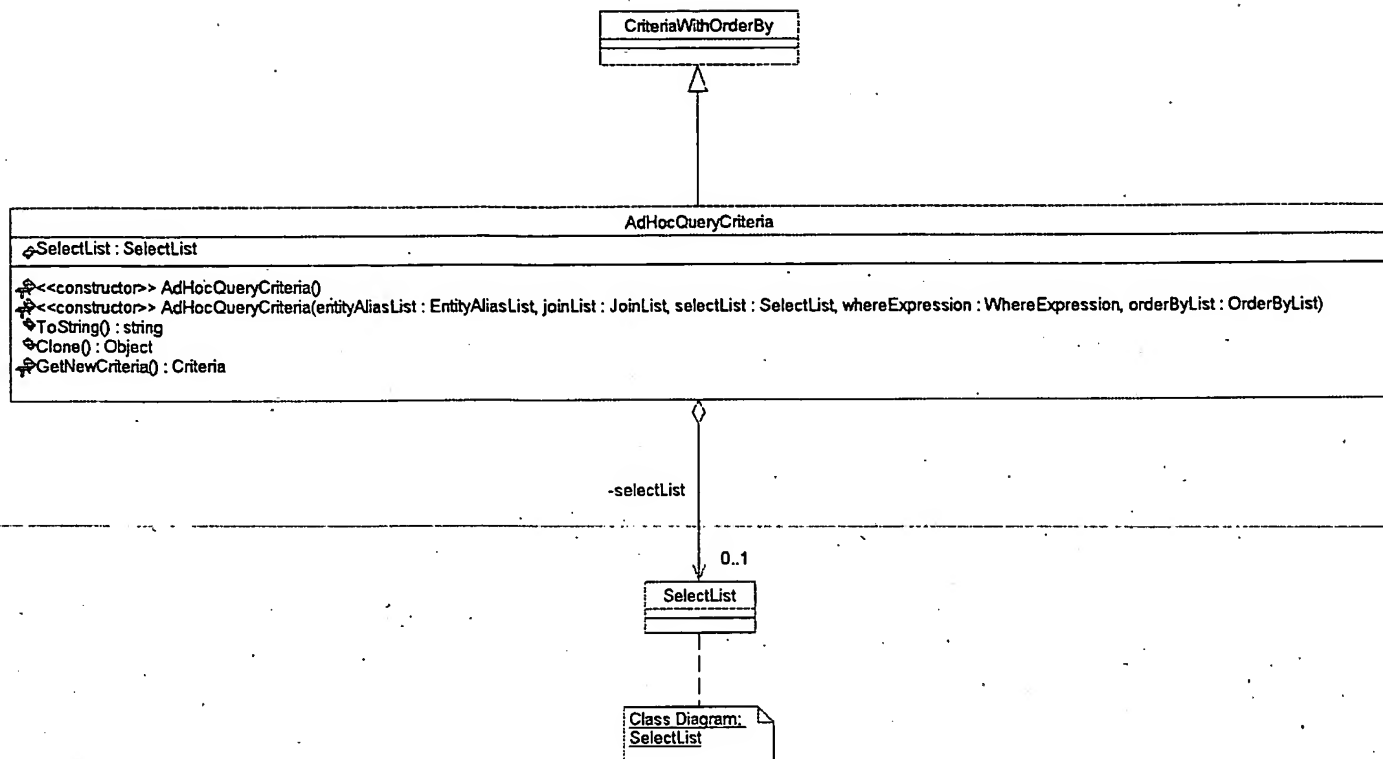 CriteriaWithOrderBy
AdHocQueryCriteria
SelectList : SelectList
<<constructor>> AdHocQueryCriteria()
<<constructor>> AdHocQueryCriteria(entityAliasList : EntityAliasList, joinList : JoinList, selectList : SelectList, whereExpression : WhereExpression, orderByList : OrderByList)
ToString() : string
Clone() : Object
GetNewCriteria() : Criteria
-selectList
0..1
SelectList
Class Diagram:
SelectList